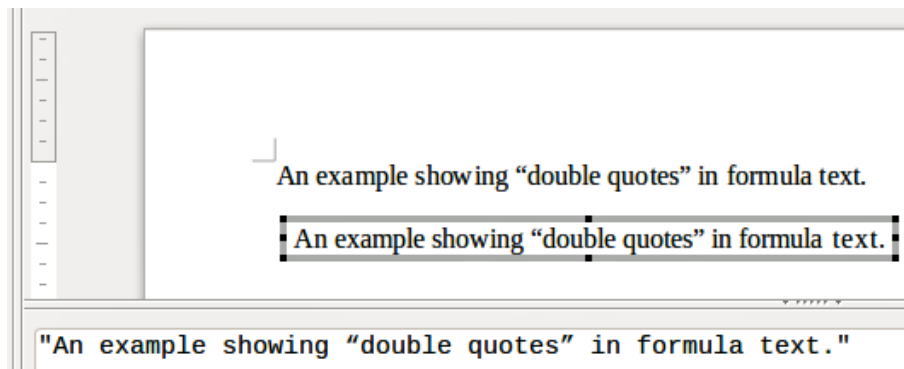 An example showing “double quotes” in formula text.
An example showing “double quotes” in formula text.
"An example showing “double quotes” in formula text."